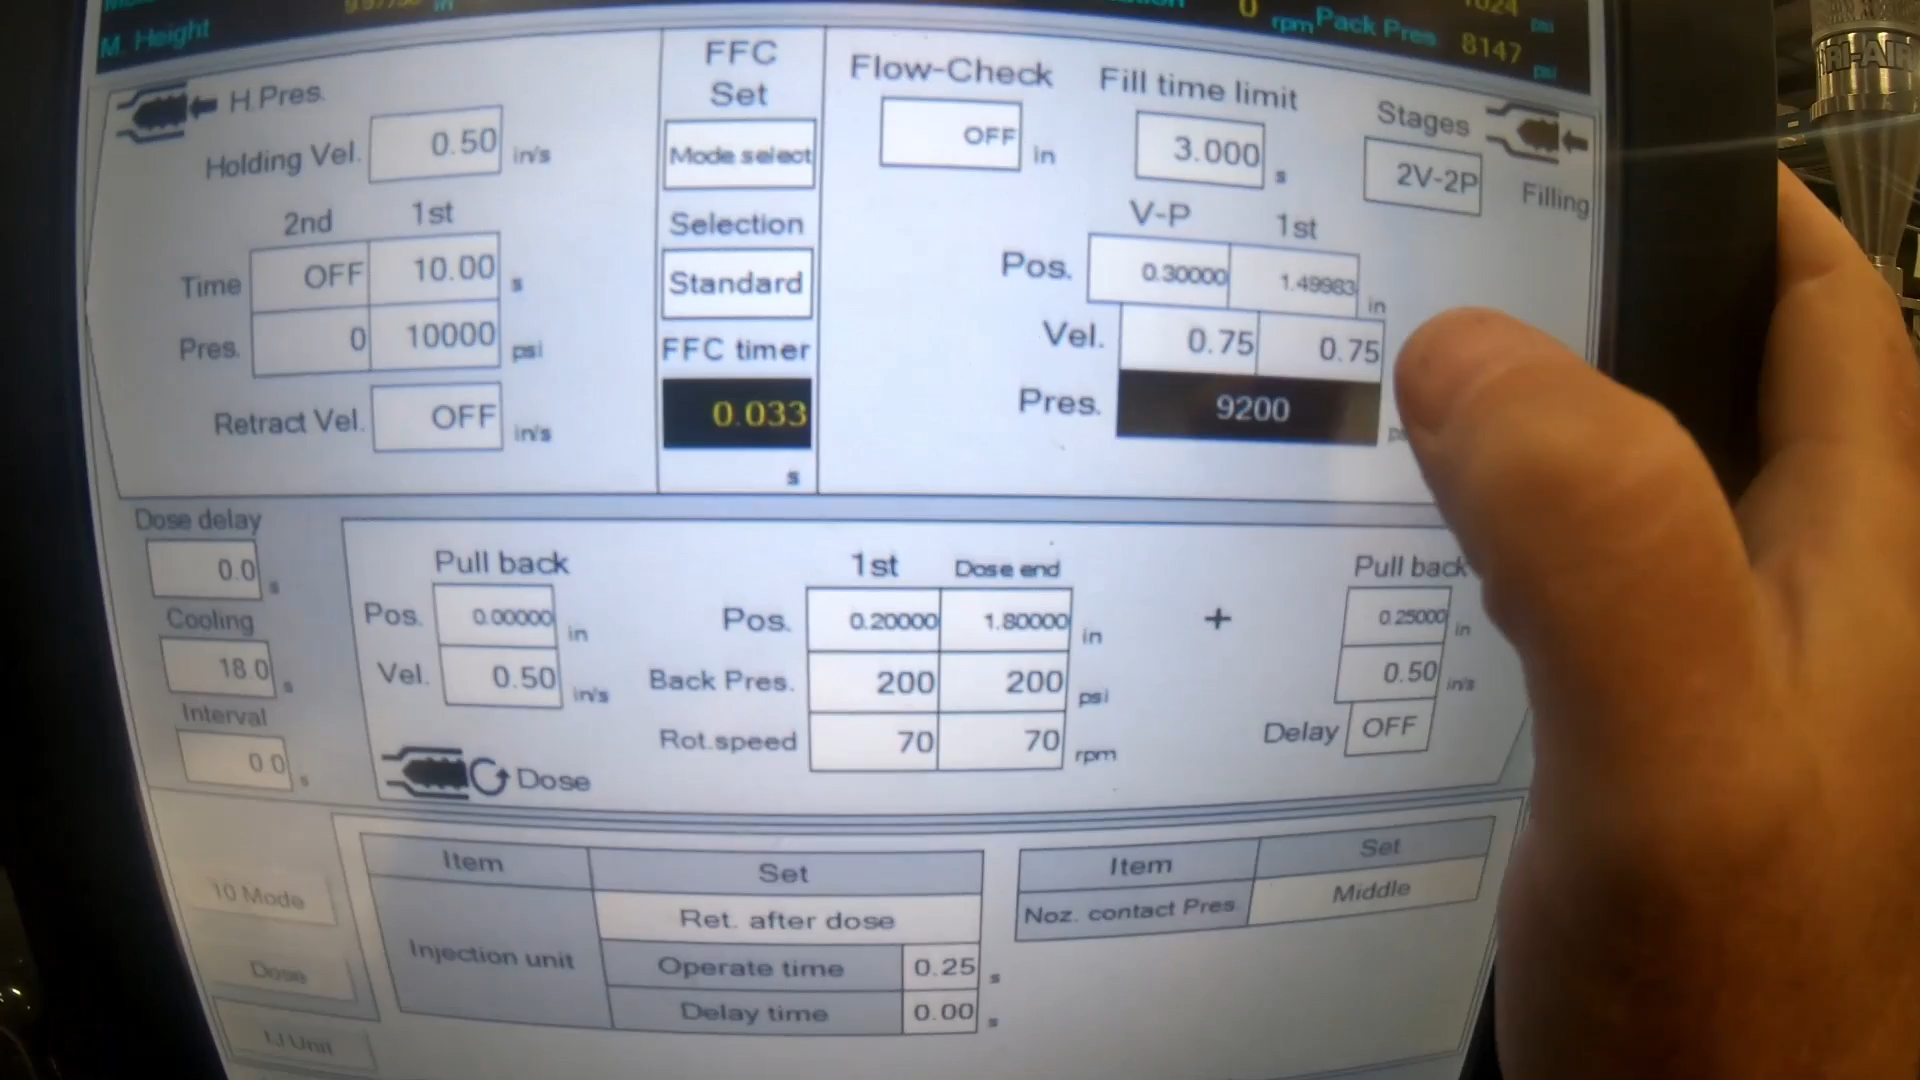 in
0 rpm Pack Pres 8147 psi
M. Height
TRI-AIR
H Pres.
Holding Vel. 0.50 in/s
2nd 1st
Time OFF 10.00 s
Pres. 0 10000 psi
Retract Vel. OFF in/s
FFC
Set
Mode select
Selection
Standard
FFC timer
0.033
s
Flow-Check
OFF in
Fill time limit
3.000 s
Stages
2V-2P
Filling
V-P 1st
Pos. 0.30000 1.49983 in
Vel. 0.75 0.75
Pres. 9200
Dose delay
0.0 s
Cooling
18.0 s
Interval
0.0 s
Pull back
Pos. 0.00000 in
Vel. 0.50 in/s
Dose
1st Dose end
Pos. 0.20000 1.80000 in
Back Pres. 200 200 psi
Rot.speed 70 70 rpm
+
Pull back
0.25000 in
0.50 in/s
Delay OFF
10 Mode
Dose
IJ Unit
Item Set
Injection unit
Ret. after dose
Operate time 0.25 s
Delay time 0.00 s
Item Set
Noz. contact Pres Middle